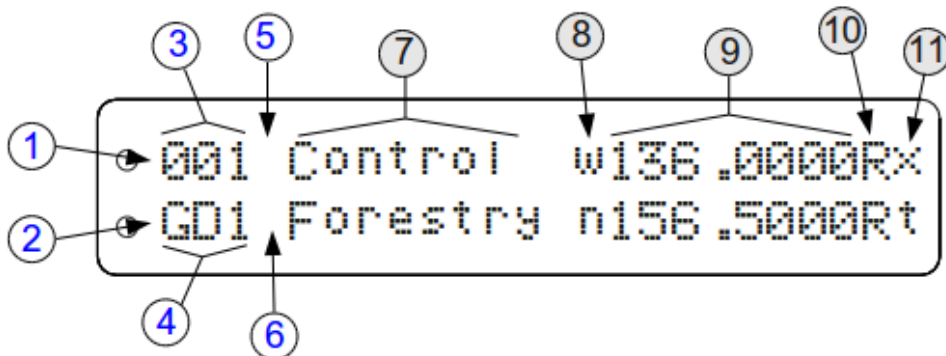 3 5 7 8 9 10 11
1 001 Control w136.0000Rx
2 GD1 Forestry n156.5000Rt
4 6